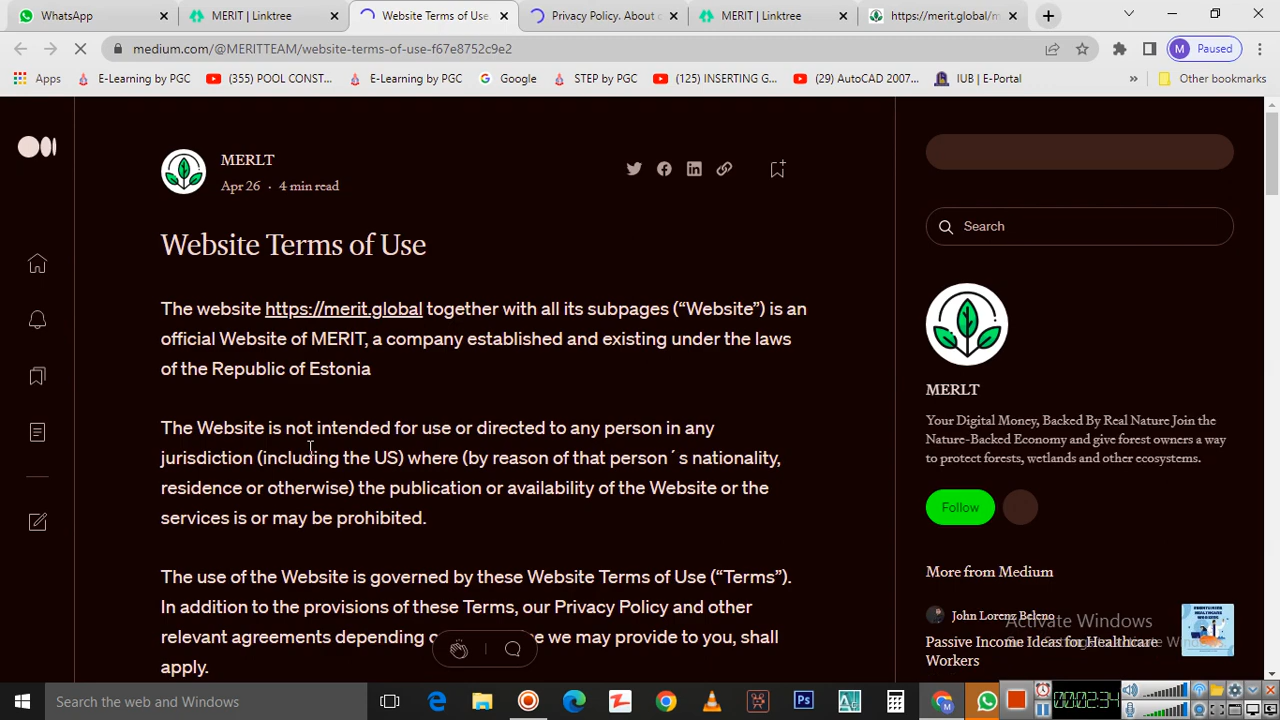 WhatsApp
MERIT | Linktree
Website Terms of Use.
Privacy Policy. About o
MERIT | Linktree
https://merit.global/m
medium.com/@MERITTEAM/website-terms-of-use-f67e8752c9e2
M Paused
Apps
E-Learning by PGC
(355) POOL CONST...
E-Learning by PGC
Google
STEP by PGC
(125) INSERTING G...
(29) AutoCAD 2007...
IUB | E-Portal
»
Other bookmarks
MERLT
Apr 26 · 4 min read
Website Terms of Use
The website https://merit.global together with all its subpages (“Website”) is an
official Website of MERIT, a company established and existing under the laws
of the Republic of Estonia
The Website is not intended for use or directed to any person in any
jurisdiction (including the US) where (by reason of that person´s nationality,
residence or otherwise) the publication or availability of the Website or the
services is or may be prohibited.
The use of the Website is governed by these Website Terms of Use (“Terms”).
In addition to the provisions of these Terms, our Privacy Policy and other
relevant agreements depending we may provide to you, shall
apply.
Search
MERLT
Your Digital Money, Backed By Real Nature Join the
Nature-Backed Economy and give forest owners a way
to protect forests, wetlands and other ecosystems.
Follow
More from Medium
John Lorenz Beleno
Passive Income Ideas for Healthcare
Workers
Activate Windows
Search the web and Windows
00:02:34